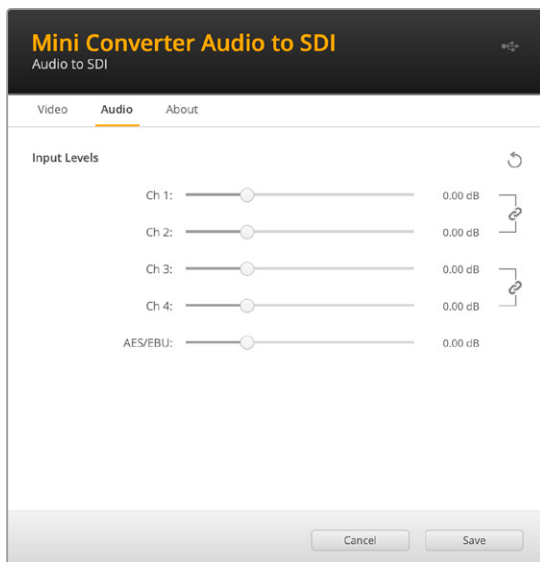 Mini Converter Audio to SDI
Audio to SDI
Video Audio About
Input Levels
Ch 1: 0.00 dB
Ch 2: 0.00 dB
Ch 3: 0.00 dB
Ch 4: 0.00 dB
AES/EBU: 0.00 dB
Cancel Save